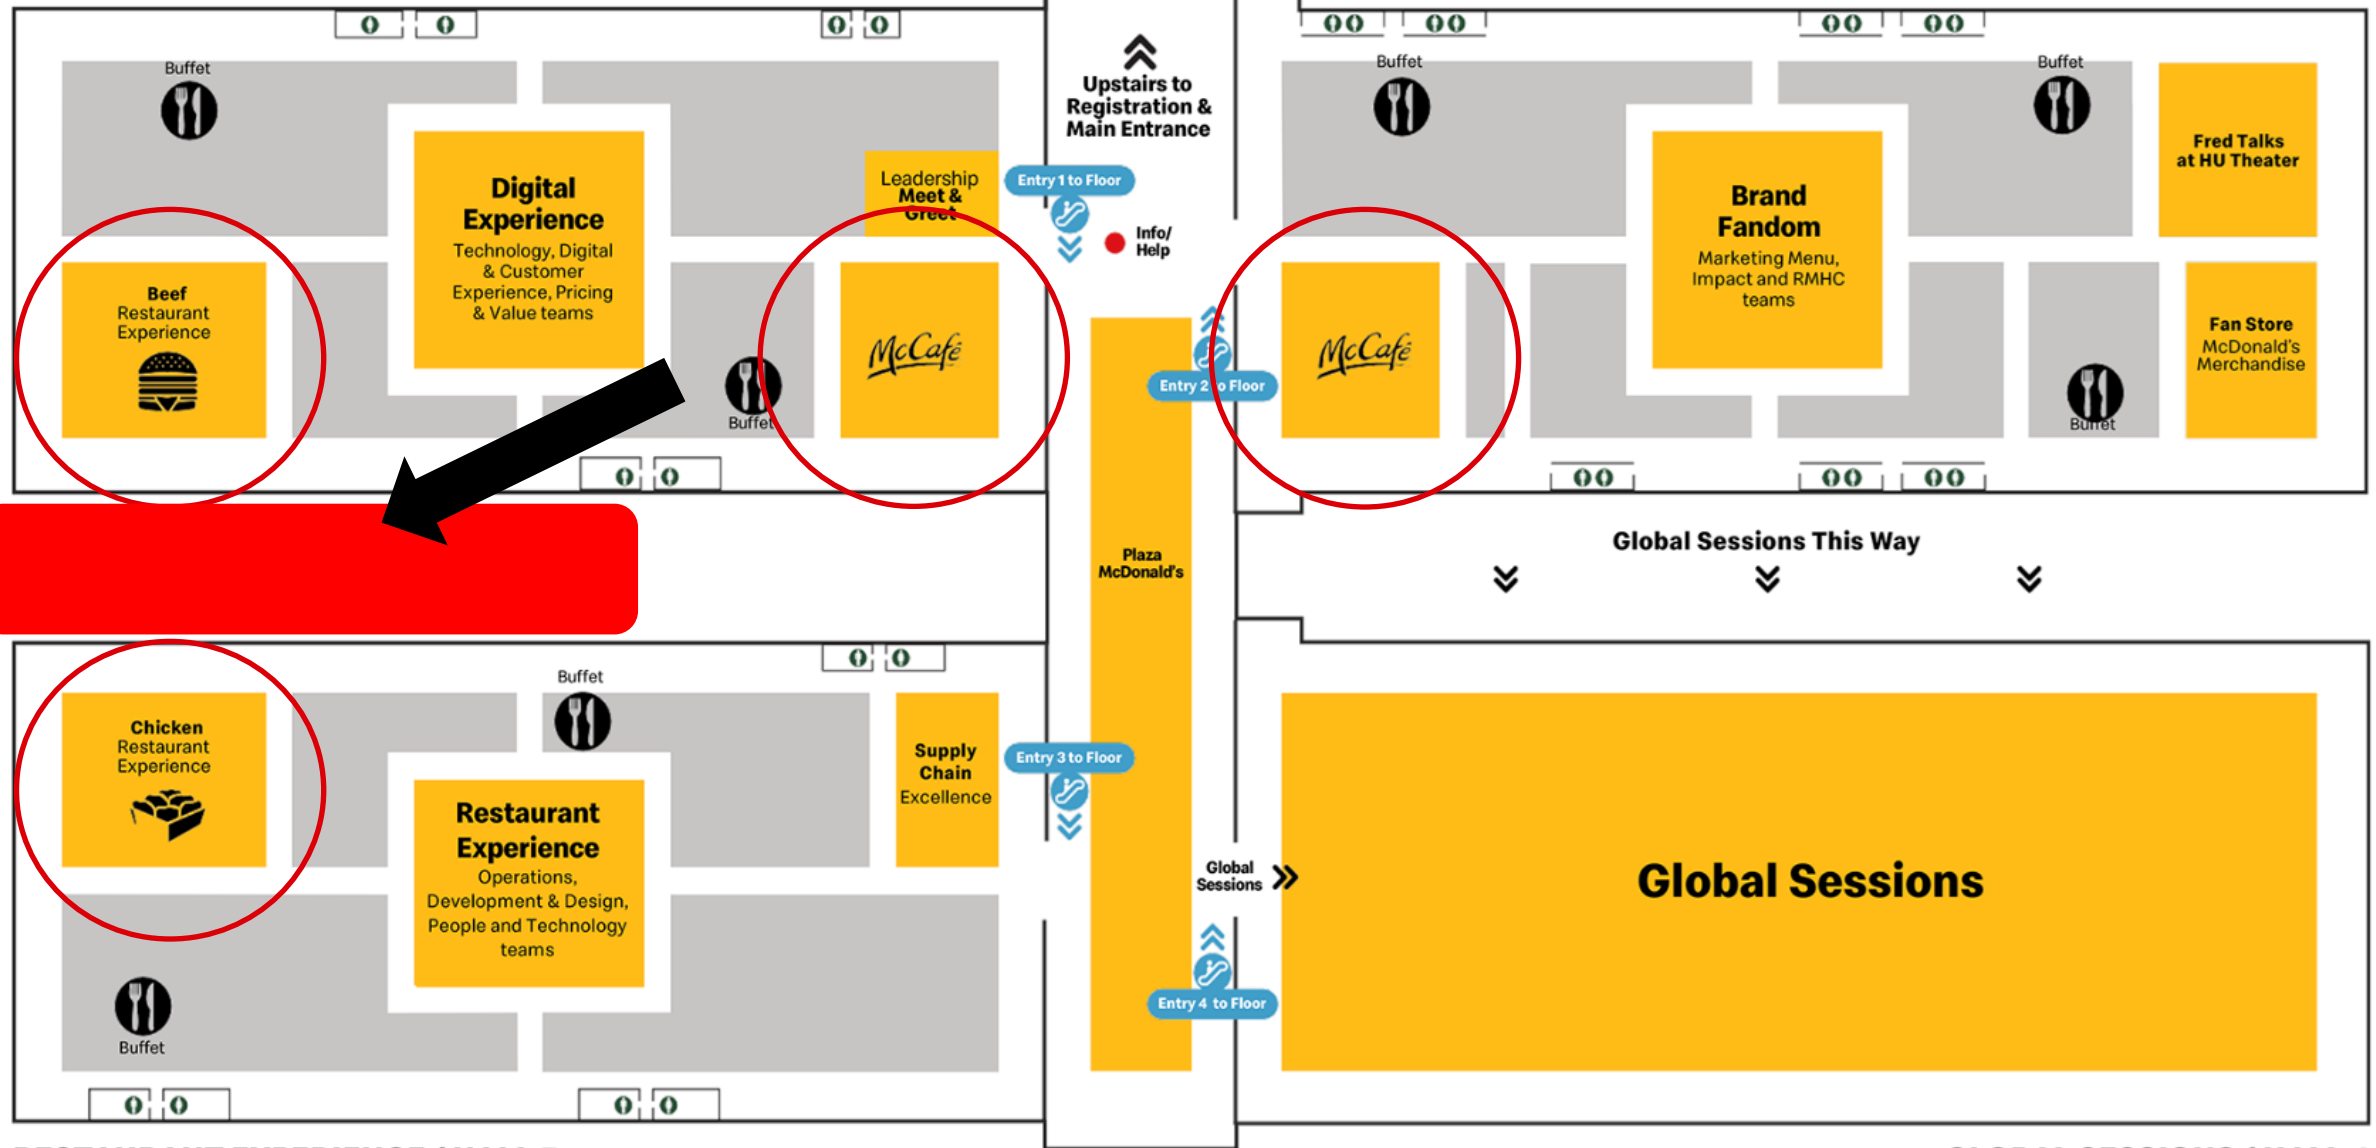 Buffet
Digital
Experience
Technology, Digital
& Customer
Experience, Pricing
& Value teams
Leadership
Meet &
Greet
Beef
Restaurant
Experience
McCafé
Buffet
Upstairs to
Registration &
Main Entrance
Entry 1 to Floor
Info/
Help
Entry 2 to Floor
Plaza
McDonald's
Buffet
Buffet
Brand
Fandom
Marketing Menu,
Impact and RMHC
teams
Fred Talks
at HU Theater
McCafé
Fan Store
McDonald's
Merchandise
Buffet
Global Sessions This Way
Chicken
Restaurant
Experience
Buffet
Restaurant
Experience
Operations,
Development & Design,
People and Technology
teams
Supply
Chain
Excellence
Buffet
Entry 3 to Floor
Global
Sessions
Entry 4 to Floor
Global Sessions